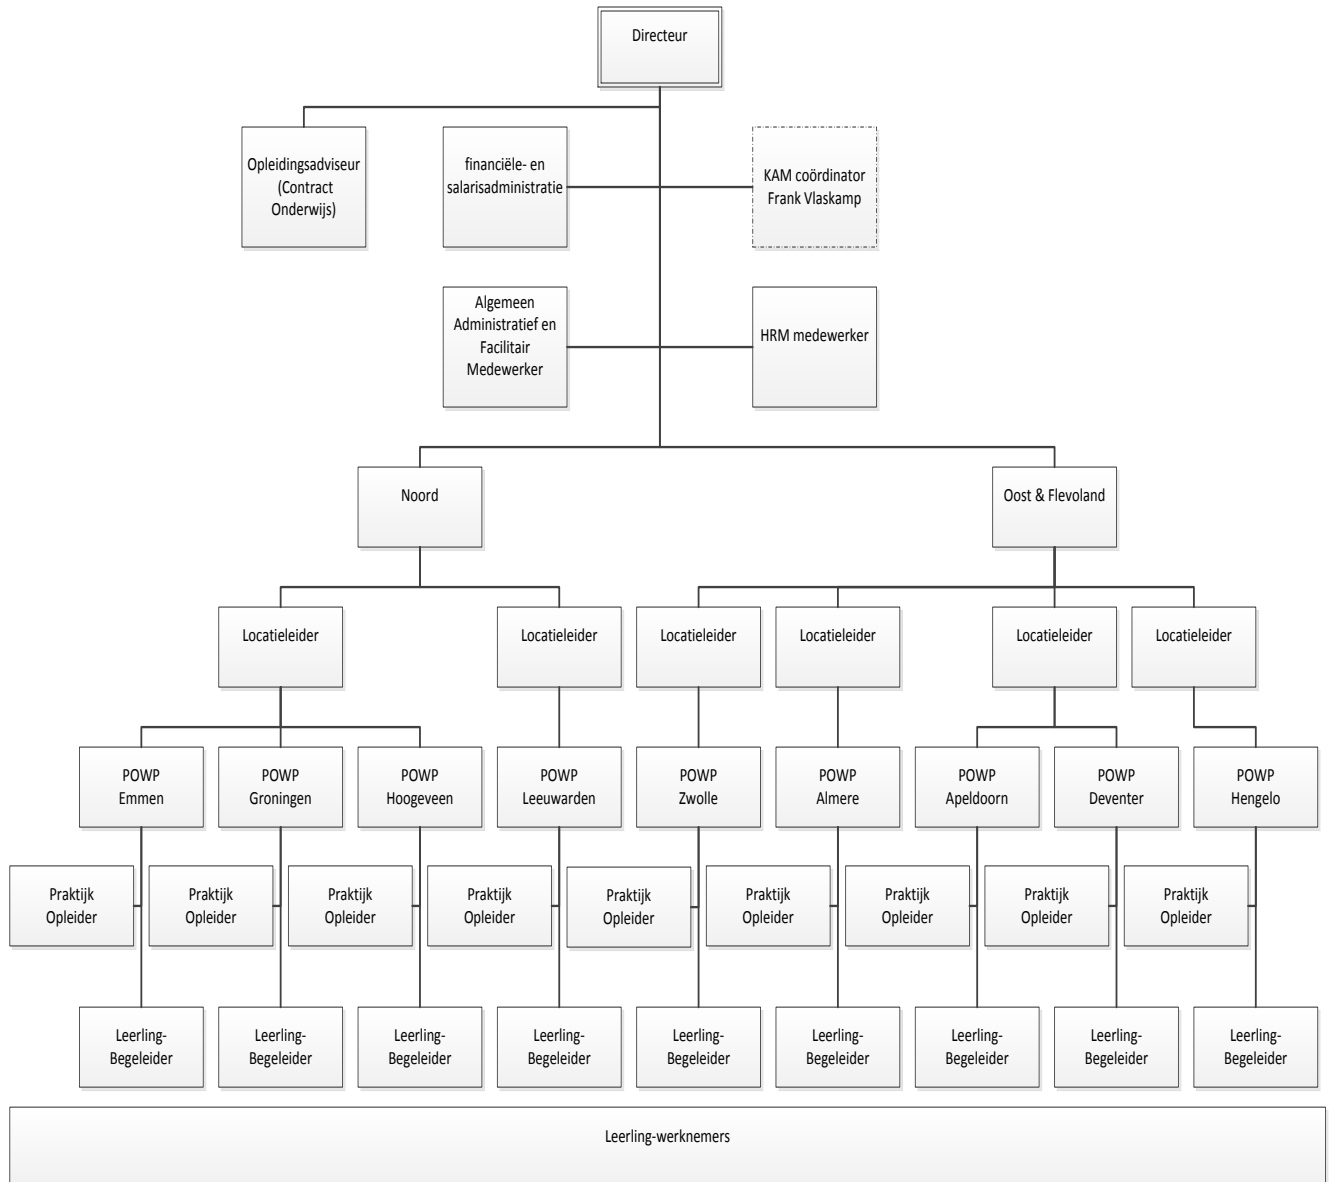 Directeur
Opleidingsadviseur
(Contract
Onderwijs)
financiële- en
salarisadministratie
KAM coördinator
Frank Vlaskamp
Algemeen
Administratief en
Facilitair
Medewerker
HRM medewerker
Noord
Oost & Flevoland
Locatieleider
Locatieleider
Locatieleider
Locatieleider
Locatieleider
Locatieleider
POWP
Emmen
POWP
Groningen
POWP
Hoogeveen
POWP
Leeuwarden
POWP
Zwolle
POWP
Almere
POWP
Apeldoorn
POWP
Deventer
POWP
Hengelo
Praktijk
Opleider
Praktijk
Opleider
Praktijk
Opleider
Praktijk
Opleider
Praktijk
Opleider
Praktijk
Opleider
Praktijk
Opleider
Praktijk
Opleider
Praktijk
Opleider
Leerling-
Begeleider
Leerling-
Begeleider
Leerling-
Begeleider
Leerling-
Begeleider
Leerling-
Begeleider
Leerling-
Begeleider
Leerling-
Begeleider
Leerling-
Begeleider
Leerling-
Begeleider
Leerling-werknemers